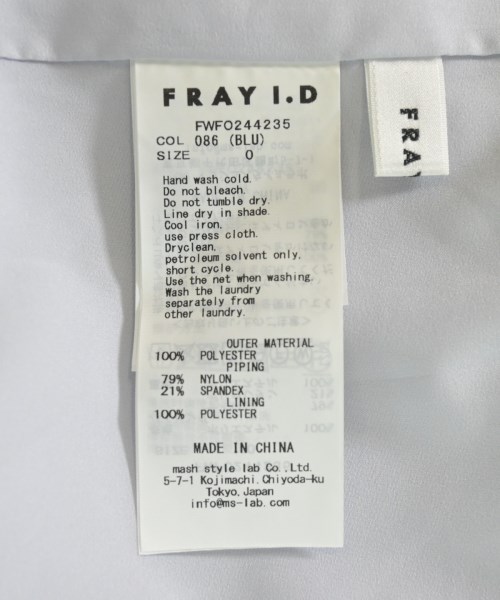 FRAY I.D
FWFO244235
COL 086 (BLU)
SIZE 0
Hand wash cold.
Do not bleach.
Do not tumble dry.
Line dry in shade.
Cool iron.
use press cloth.
Dryclean.
petroleum solvent only.
short cycle.
Use the net when washing.
Wash the laundry
separately from
other laundry.
OUTER MATERIAL
100% POLYESTER
PIPING
79% NYLON
21% SPANDEX
LINING
100% POLYESTER
MADE IN CHINA
mash style lab Co.,Ltd.
5-7-1 Kojimachi.Chiyoda-ku
Tokyo,Japan
info@ms-lab.com
FRA